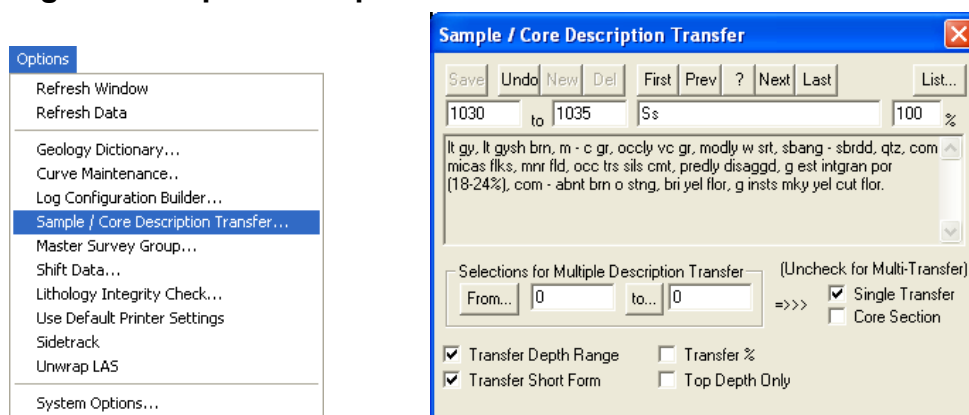 Options
Refresh Window
Refresh Data
Geology Dictionary...
Curve Maintenance..
Log Configuration Builder...
Sample / Core Description Transfer...
Master Survey Group...
Shift Data...
Lithology Integrity Check...
Use Default Printer Settings
Sidetrack
Unwrap LAS
System Options...
Sample / Core Description Transfer
Save Undo New Del First Prev ? Next Last List...
1030 to 1035 Ss 100 %
lt gy, lt gysh brn, m - c gr, occly vc gr, modly w srt, sbang - sbrdd, qtz, com
micas flks, mnr fld, occ trs sils cmt, predly disaggd, g est intgran por
(18-24%), com - abnt brn o stng, bri yel flor, g insts mky yel cut flor.
Selections for Multiple Description Transfer (Uncheck for Multi-Transfer)
From... 0 to... 0 =>>> Single Transfer
Core Section
Transfer Depth Range Transfer %
Transfer Short Form Top Depth Only